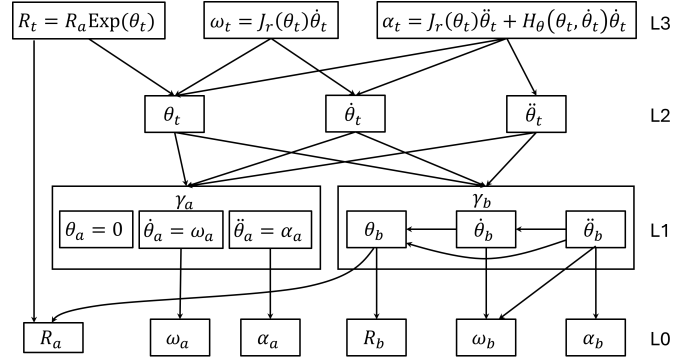 R_t = R_a Exp(θ_t)   ω_t = J_r(θ_t)θ̇_t   α_t = J_r(θ_t)θ̈_t + H_θ(θ_t, θ̇_t)θ̇_t   L3
θ_t   θ̇_t   θ̈_t   L2
γ_a   γ_b
θ_a = 0   θ̇_a = ω_a   θ̈_a = α_a   θ_b   θ̇_b   θ̈_b   L1
R_a   ω_a   α_a   R_b   ω_b   α_b   L0